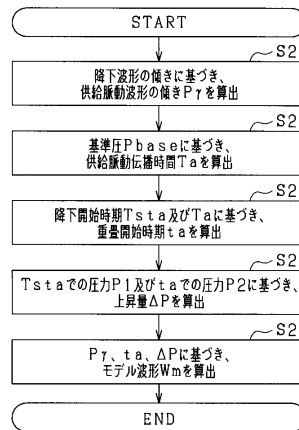 START
S2
降下波形の傾きに基づき、
供給脈動波形の傾きPγを算出
S2
基準圧Pbaseに基づき、
供給脈動伝播時間Taを算出
S2
降下開始時期Tsta及びTaに基づき、
重畳開始時期taを算出
S2
Tstaでの圧力P1及びtaでの圧力P2に基づき、
上昇量ΔPを算出
S2
Pγ、ta、ΔPに基づき、
モデル波形Wmを算出
END